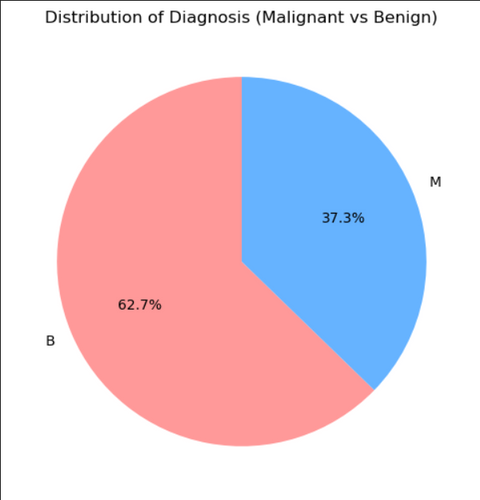 Distribution of Diagnosis (Malignant vs Benign)
M
37.3%
62.7%
B